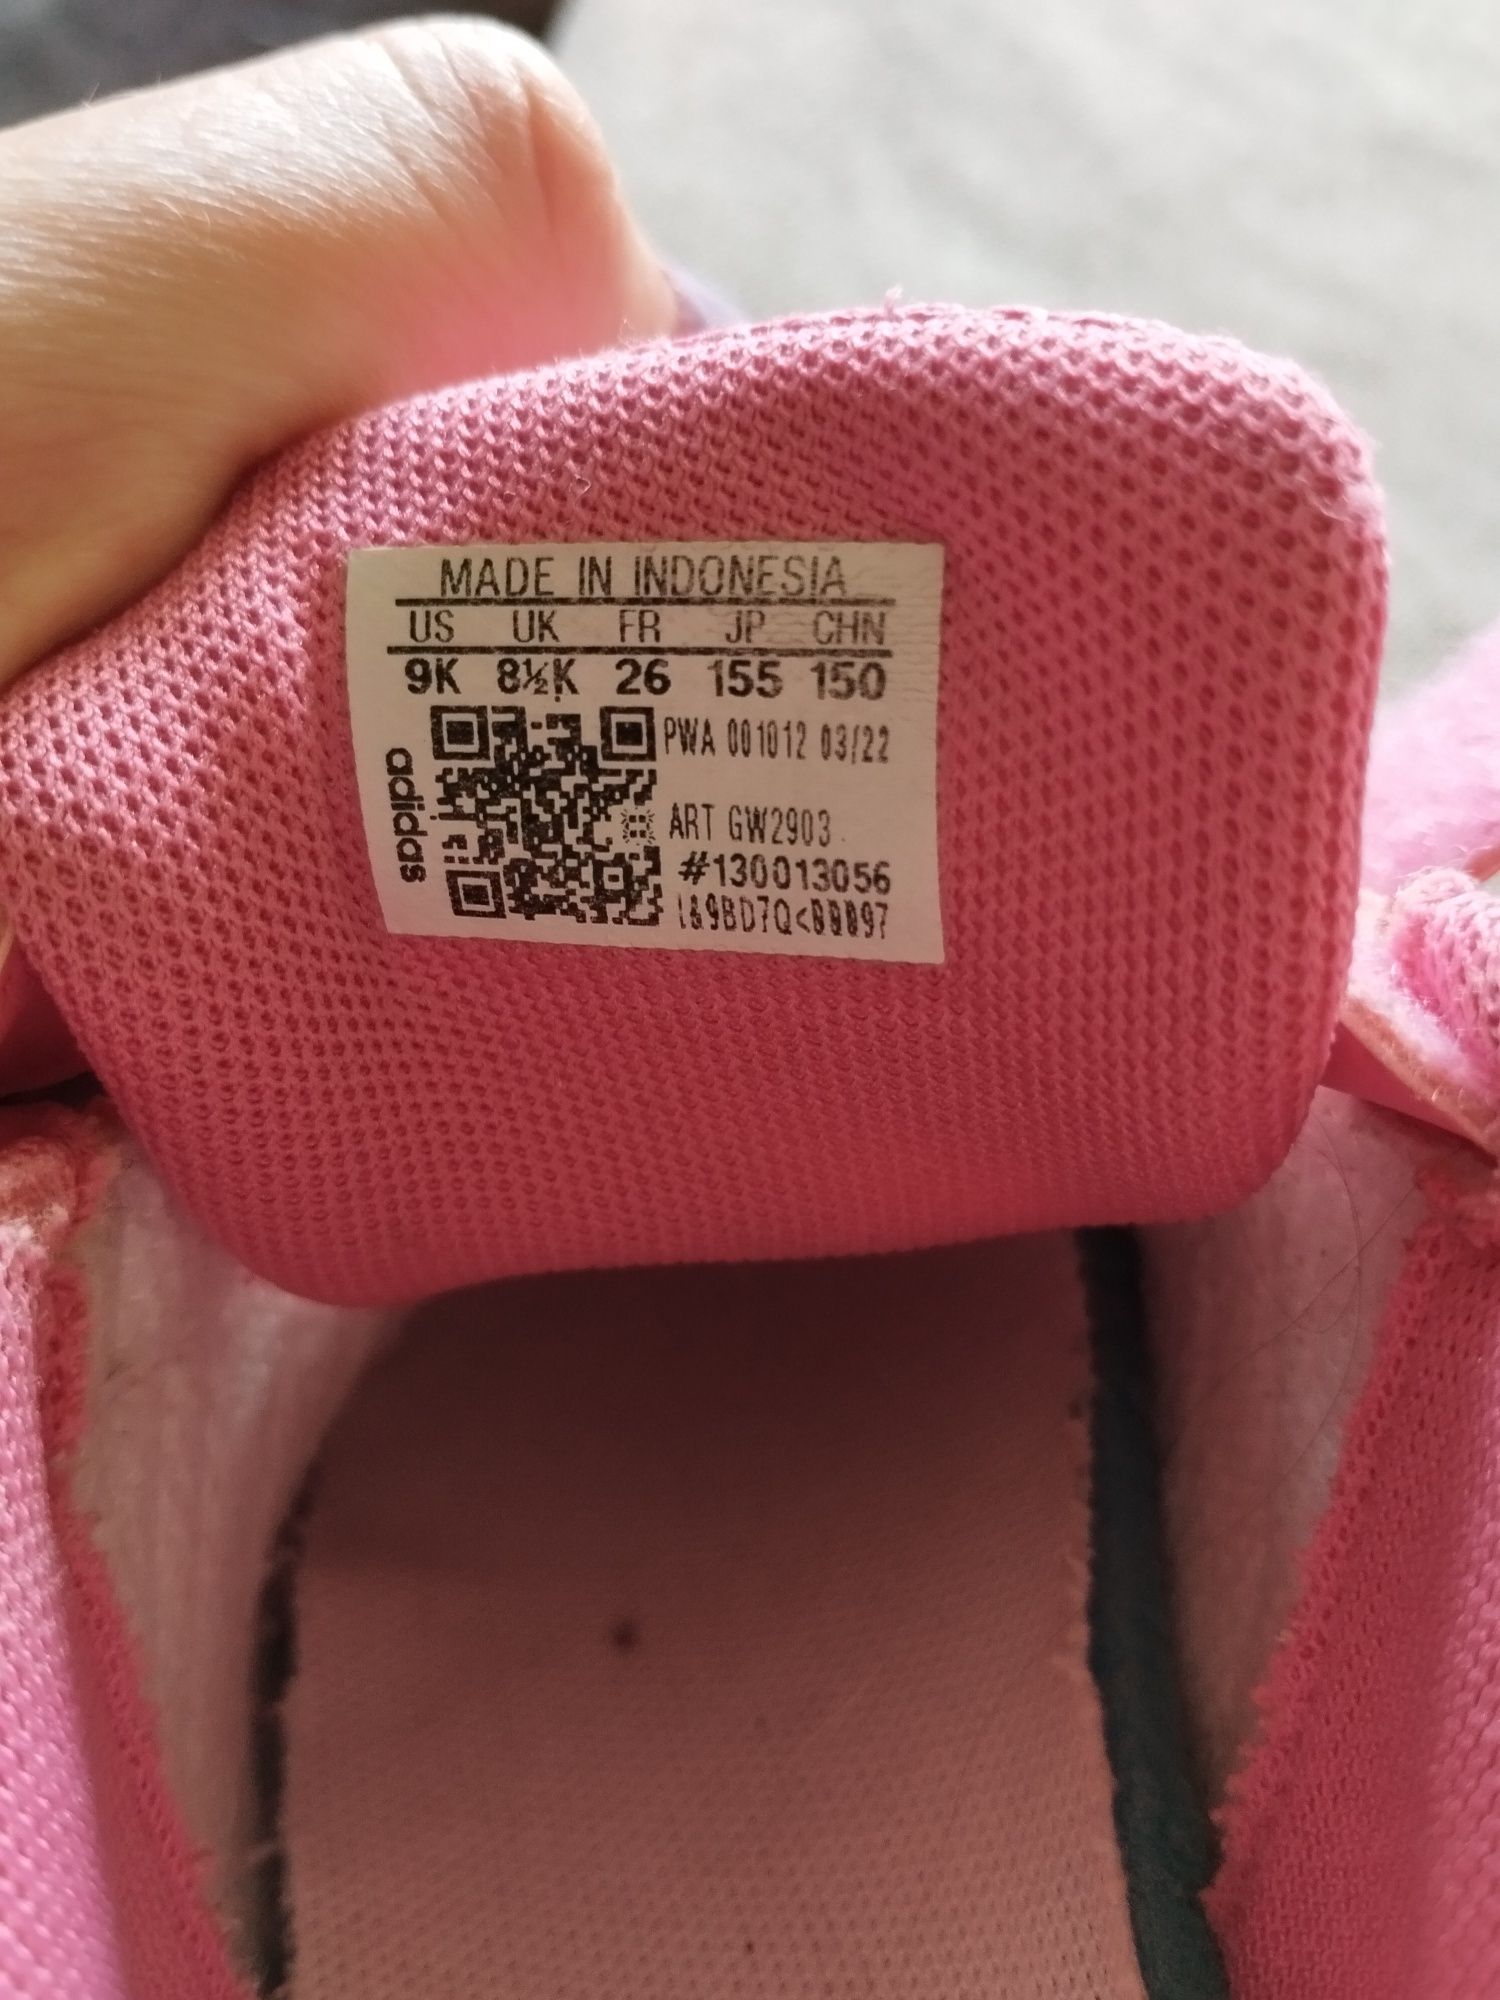 MADE IN INDONESIA
US UK FR JP CHN
9K 8½K 26 155 150
adidas
PWA 001012 03/22
ART GW2903
#130013056